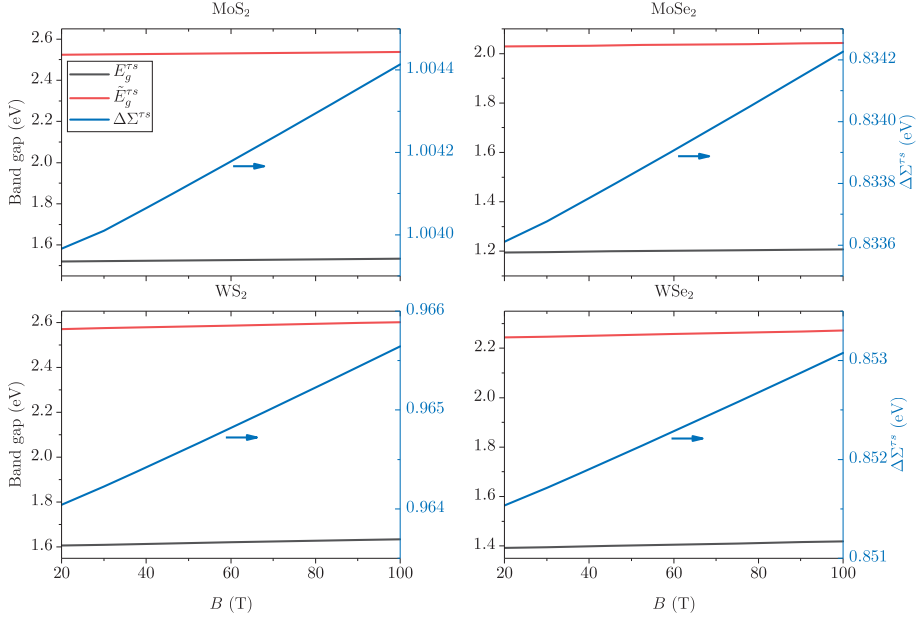 MoS₂
MoSe₂
2.6
2.4
2.2
2.0
1.8
1.6
Band gap (eV)
E_g^{τs}
Ẽ_g^{τs}
ΔΣ^{τs}
1.0044
1.0042
1.0040
2.0
1.8
1.6
1.4
1.2
0.8342
0.8340
0.8338
0.8336
ΔΣ^{τs} (eV)
WS₂
WSe₂
2.6
2.4
2.2
2.0
1.8
1.6
Band gap (eV)
0.966
0.965
0.964
20 40 60 80 100
B (T)
2.2
2.0
1.8
1.6
1.4
0.853
0.852
0.851
ΔΣ^{τs} (eV)
20 40 60 80 100
B (T)